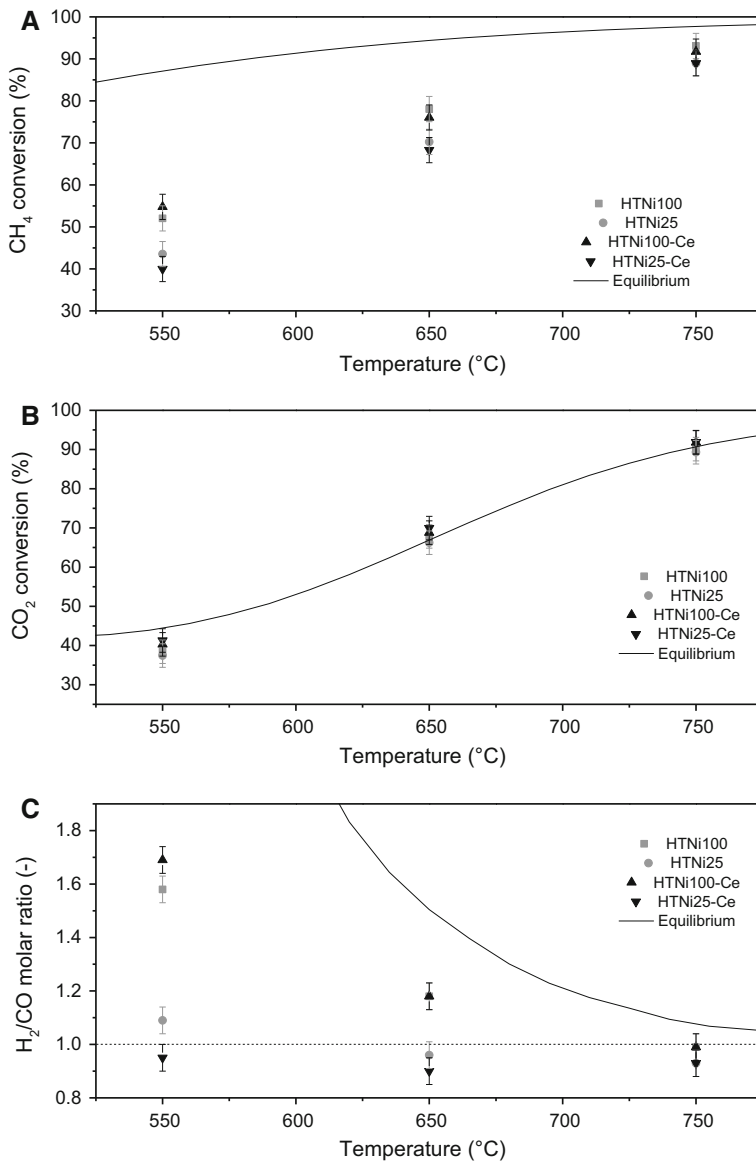 A
100
90
80
70
60
50
40
30
CH4 conversion (%)
HTNi100
HTNi25
HTNi100-Ce
HTNi25-Ce
Equilibrium
550 600 650 700 750
Temperature (°C)
B
100
90
80
70
60
50
40
30
CO2 conversion (%)
HTNi100
HTNi25
HTNi100-Ce
HTNi25-Ce
Equilibrium
550 600 650 700 750
Temperature (°C)
C
1.8
1.6
1.4
1.2
1.0
0.8
H2/CO molar ratio (-)
HTNi100
HTNi25
HTNi100-Ce
HTNi25-Ce
Equilibrium
550 600 650 700 750
Temperature (°C)